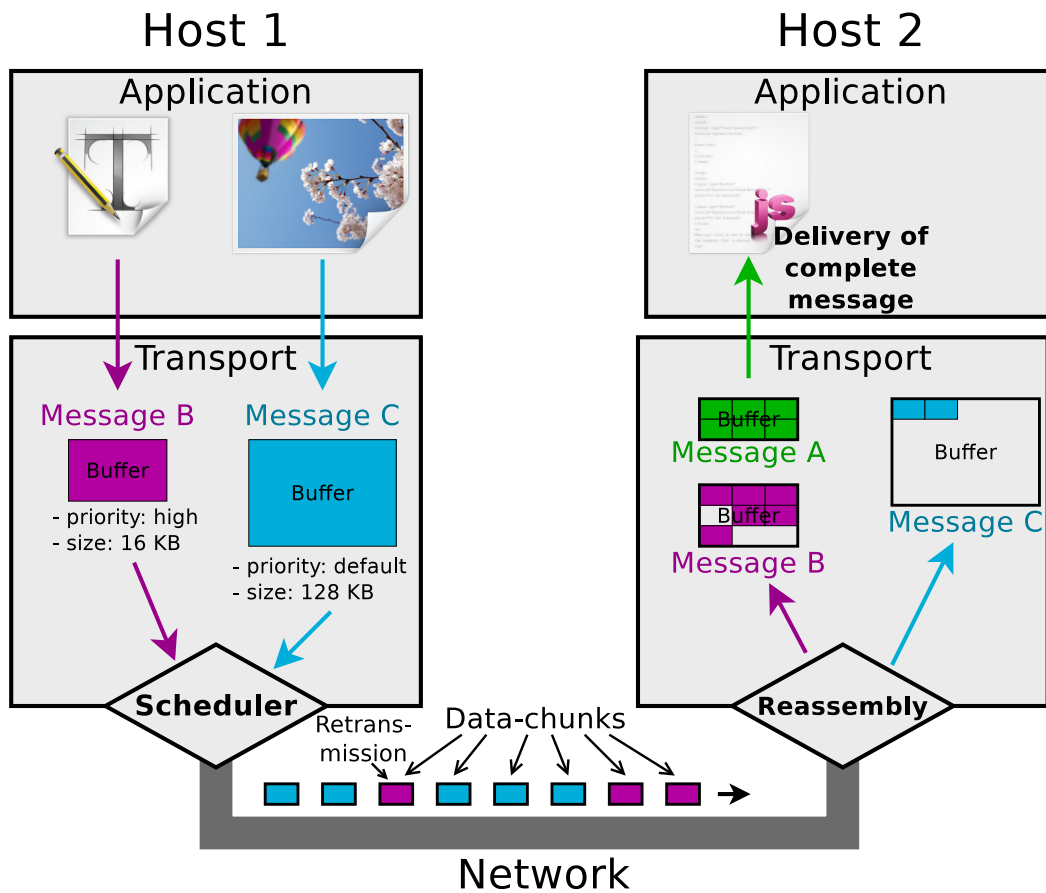 Host 1
Host 2
Application
Application
T
js
Delivery of
complete
message
Transport
Transport
Message B
Message C
Buffer
Buffer
- priority: high
- size: 16 KB
- priority: default
- size: 128 KB
Buffer
Message A
Buffer
Message B
Buffer
Message C
Scheduler
Reassembly
Retrans-
mission
Data-chunks
Network